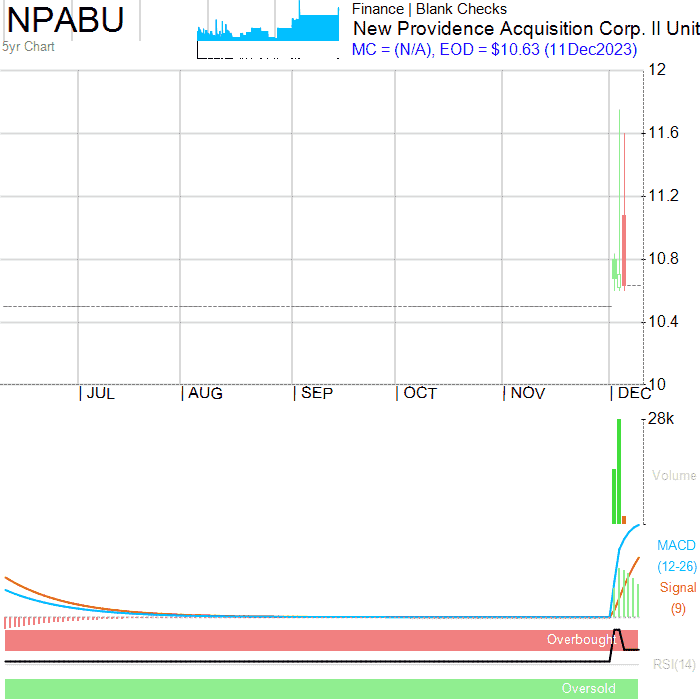 NPABU
5yr Chart
Finance | Blank Checks
New Providence Acquisition Corp. II Unit
MC = (N/A), EOD = $10.63 (11Dec2023)
12
11.6
11.2
10.8
10.4
10
JUL
AUG
SEP
OCT
NOV
DEC
28k
Volume
MACD
(12-26)
Signal
(9)
Overbought
RSI(14)
Oversold